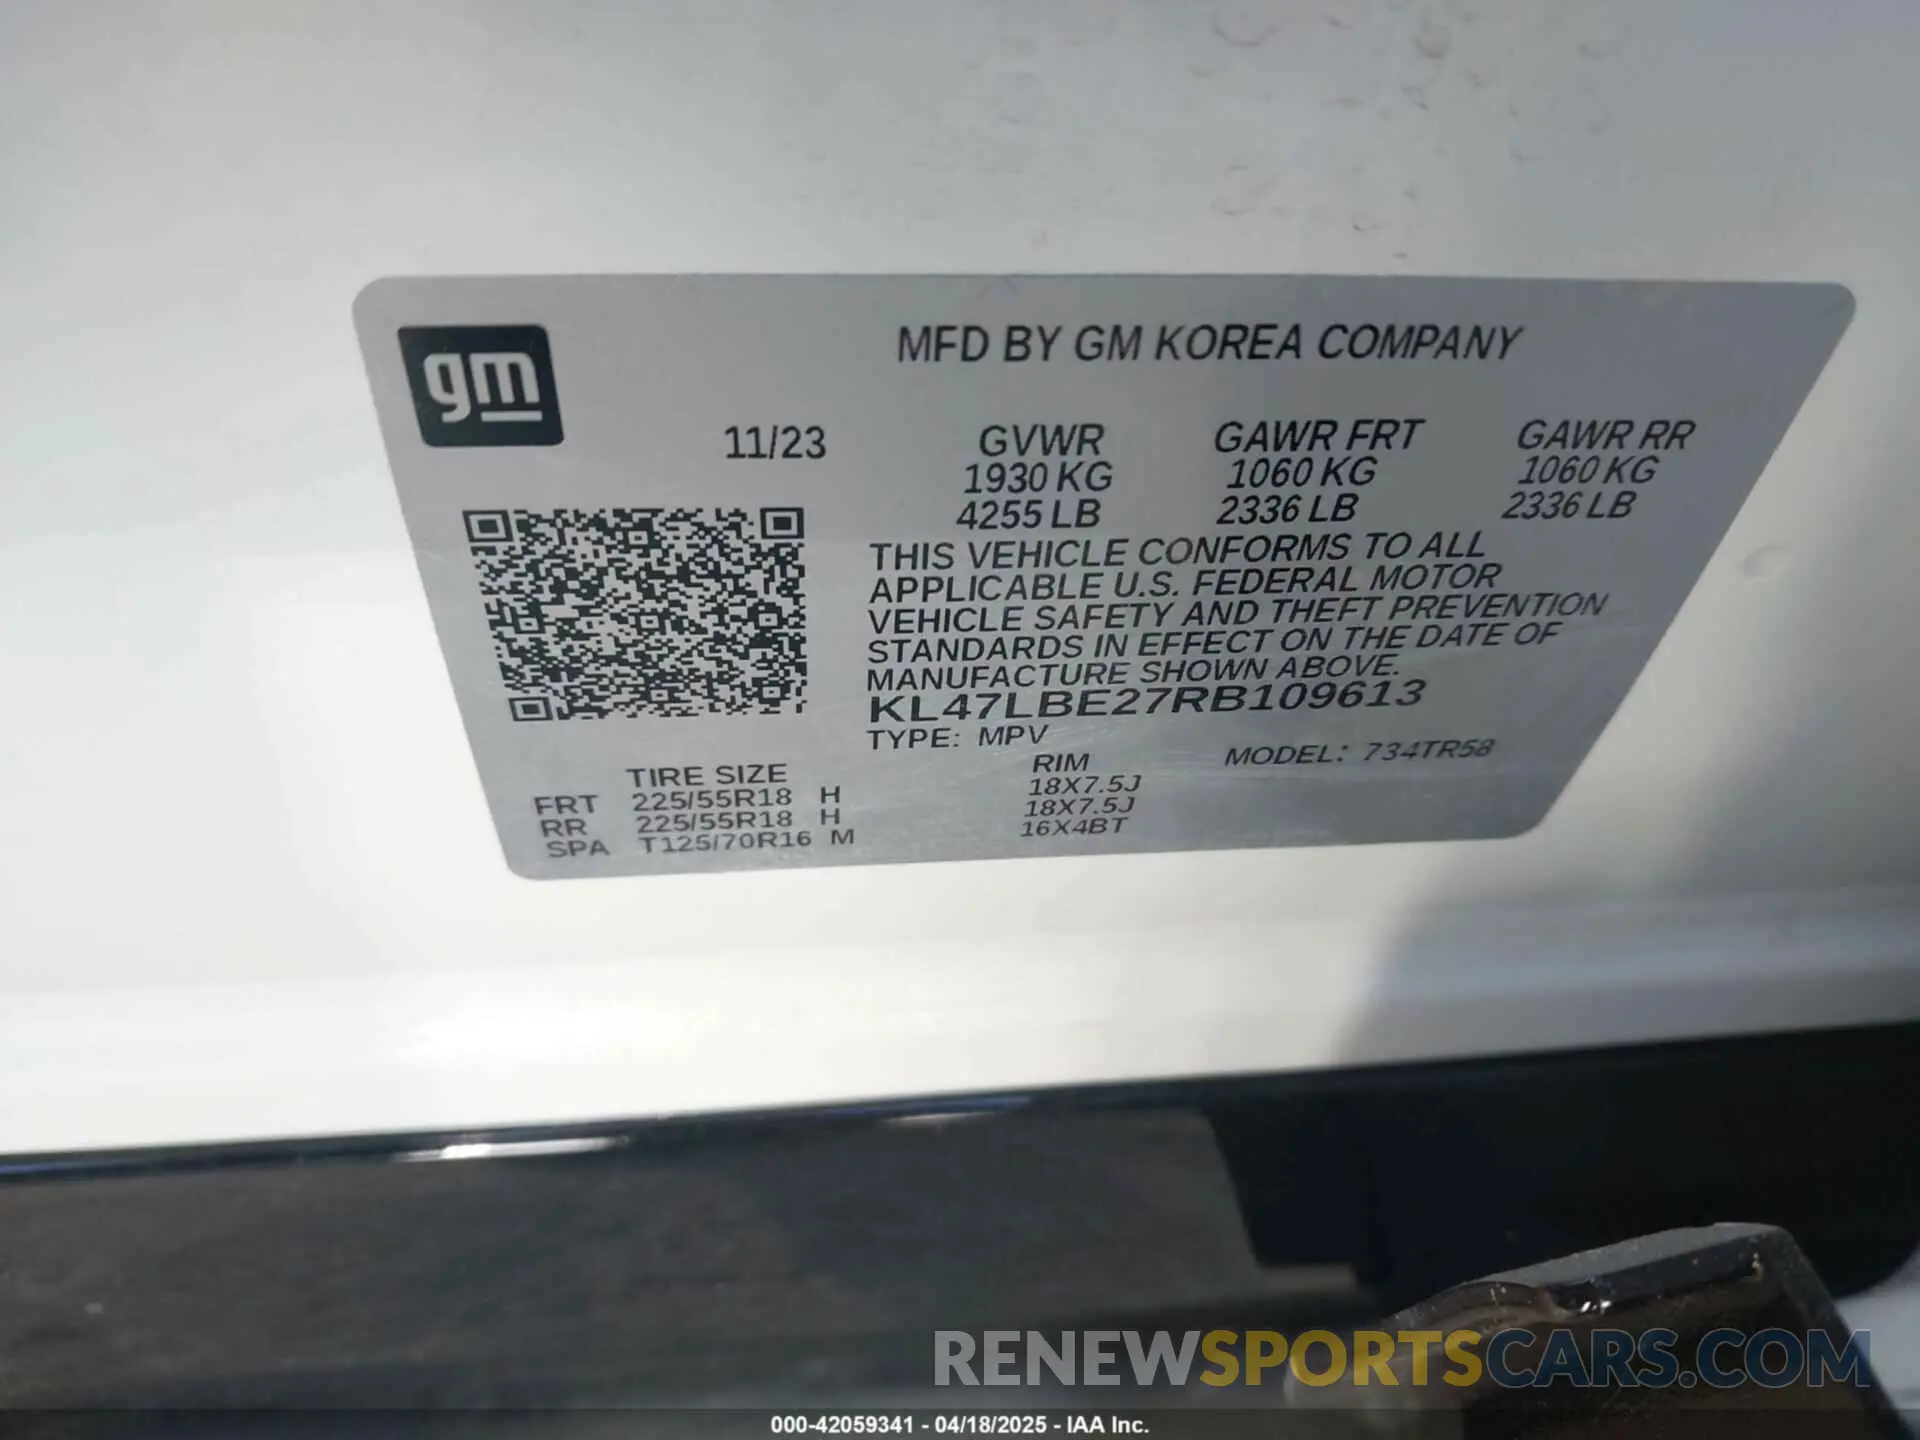 gm
MFD BY GM KOREA COMPANY
11/23 GVWR GAWR FRT GAWR RR
1930 KG 1060 KG 1060 KG
4255 LB 2336 LB 2336 LB
THIS VEHICLE CONFORMS TO ALL
APPLICABLE U.S. FEDERAL MOTOR
VEHICLE SAFETY AND THEFT PREVENTION
STANDARDS IN EFFECT ON THE DATE OF
MANUFACTURE SHOWN ABOVE.
KL47LBE27RB109613
TYPE: MPV MODEL: 734TR58
TIRE SIZE RIM
FRT 225/55R18 H 18X7.5J
RR 225/55R18 H 18X7.5J
SPA T125/70R16 M 16X4BT
RENEWSPORTSCARS.COM
000-42059341 - 04/18/2025 - IAA Inc.